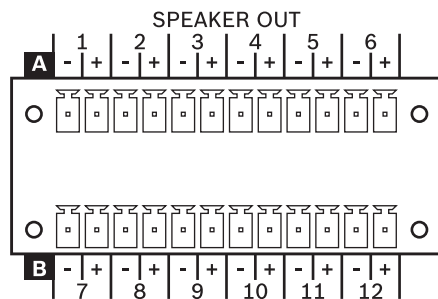 SPEAKER OUT
1 2 3 4 5 6
A - + - + - + - + - + - +
B - + - + - + - + - + - +
7 8 9 10 11 12